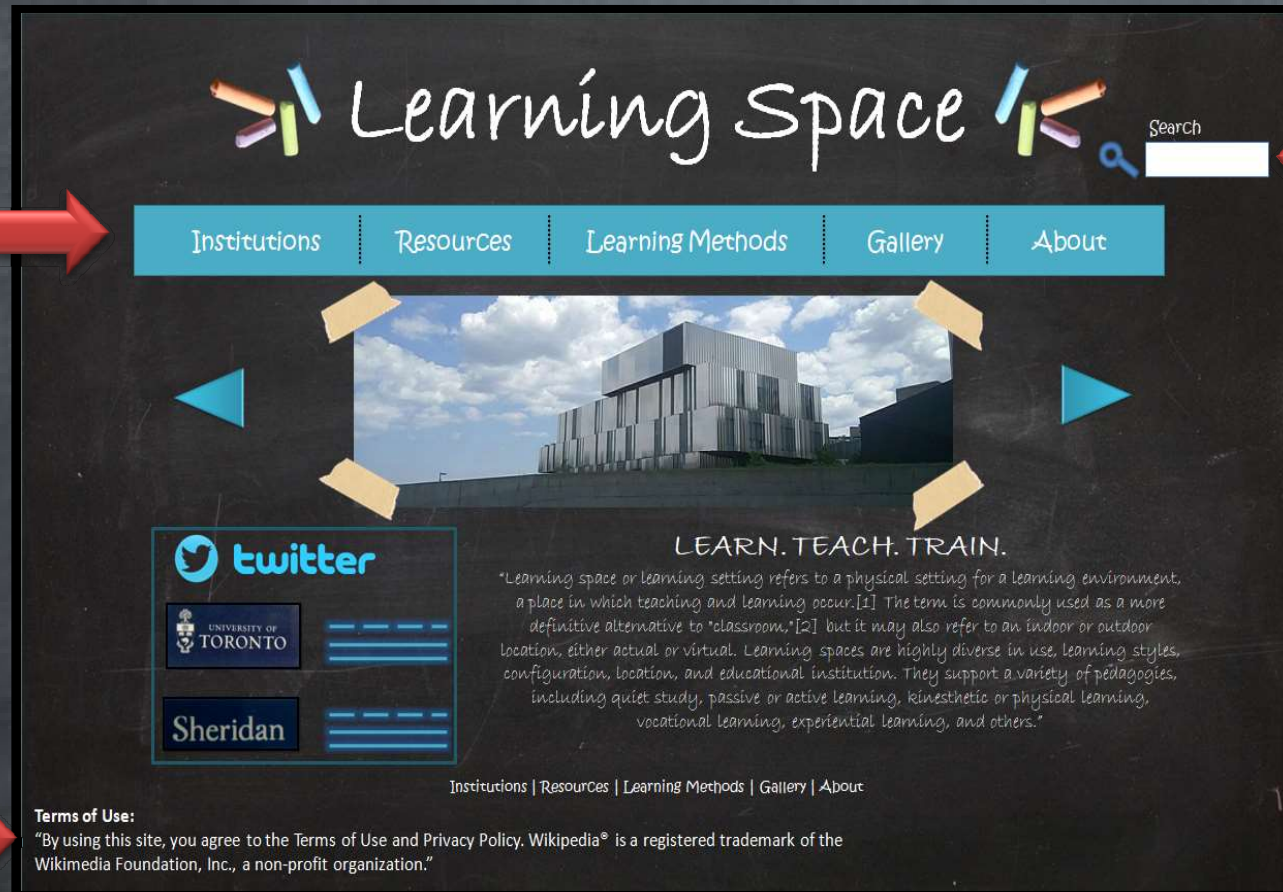 Learning Space
Search
Institutions Resources Learning Methods Gallery About
twitter
UNIVERSITY OF
TORONTO
Sheridan
LEARN. TEACH. TRAIN.
"Learning space or learning setting refers to a physical setting for a learning environment,
a place in which teaching and learning occur.[1] The term is commonly used as a more
definitive alternative to "classroom,"[2] but it may also refer to an indoor or outdoor
location, either actual or virtual. Learning spaces are highly diverse in use, learning styles,
configuration, location, and educational institution. They support a variety of pedagogies,
including quiet study, passive or active learning, kinesthetic or physical learning,
vocational learning, experiential learning, and others."
Institutions | Resources | Learning Methods | Gallery | About
Terms of Use:
“By using this site, you agree to the Terms of Use and Privacy Policy. Wikipedia® is a registered trademark of the
Wikimedia Foundation, Inc., a non-profit organization.”